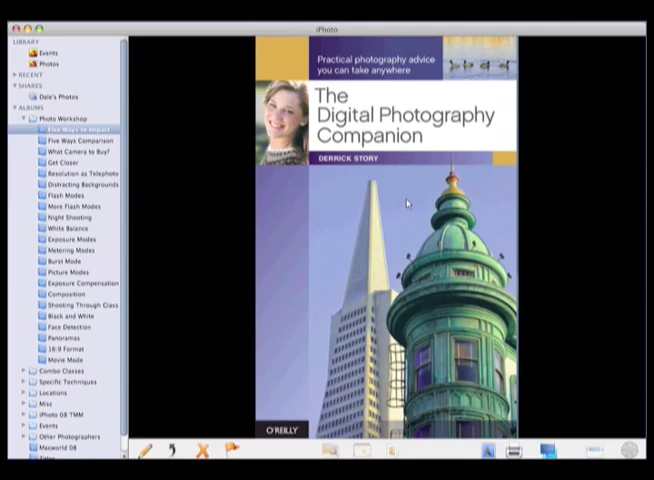 iPhoto
LIBRARY
Events
Photos
RECENT
SHARES
Dale's Photos
ALBUMS
Photo Workshop
Five Ways to Impact
Five Ways Comparison
What Camera to Buy?
Get Closer
Resolution as Telephoto
Distracting Backgrounds
Flash Modes
More Flash Modes
Night Shooting
White Balance
Exposure Modes
Metering Modes
Burst Mode
Picture Modes
Exposure Compensation
Composition
Shooting Through Glass
Black and White
Face Detection
Panoramas
16:9 Format
Movie Mode
Combo Classes
Specific Techniques
Locations
Misc
iPhoto 08 TMM
Events
Other Photographers
Macworld 08
Practical photography advice
you can take anywhere
The
Digital Photography
Companion
DERRICK STORY
O'REILLY